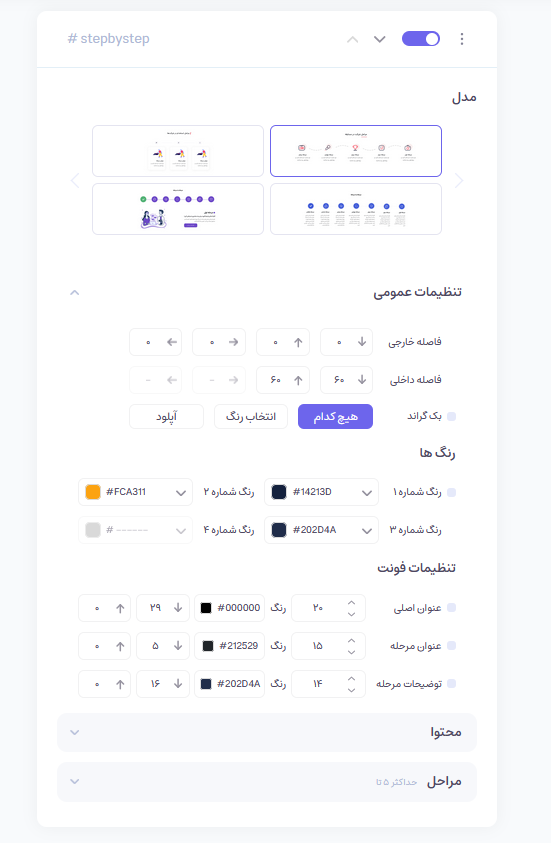 # stepbystep
مدل
تنظیمات عمومی
فاصله خارجی ۰ ۰ ۰ ۰
فاصله داخلی ۶۰ ۶۰ - -
بک گراند هیچ کدام انتخاب رنگ آپلود
رنگ ها
رنگ شماره ۱ #14213D رنگ شماره ۲ #FCA311
رنگ شماره ۳ #202D4A رنگ شماره ۴ # ------
تنظیمات فونت
عنوان اصلی ۲۰ رنگ #000000 ۲۹ ۰
عنوان مرحله ۱۵ رنگ #212529 ۵ ۰
توضیحات مرحله ۱۴ رنگ #202D4A ۱۶ ۰
محتوا
مراحل حداکثر ۵ تا